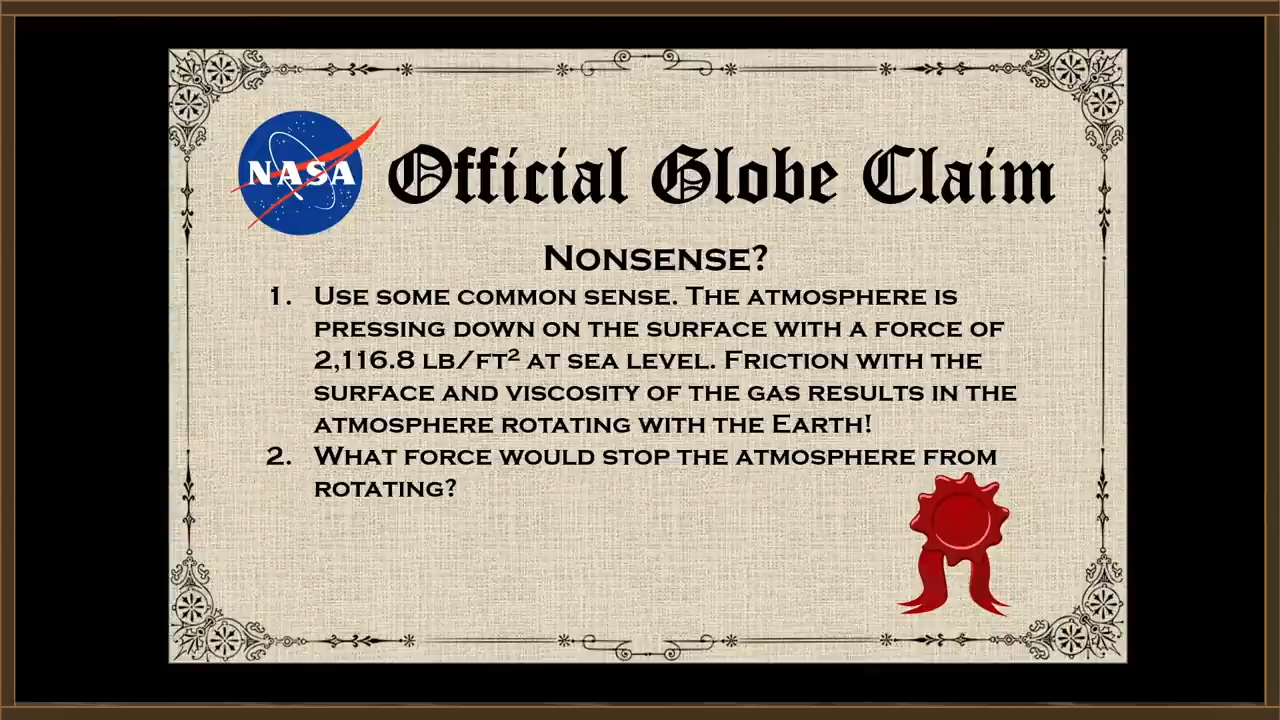 NASA
Official Globe Claim
Nonsense?
1. Use some common sense. The atmosphere is
pressing down on the surface with a force of
2,116.8 lb/ft² at sea level. Friction with the
surface and viscosity of the gas results in the
atmosphere rotating with the Earth!
2. What force would stop the atmosphere from
rotating?